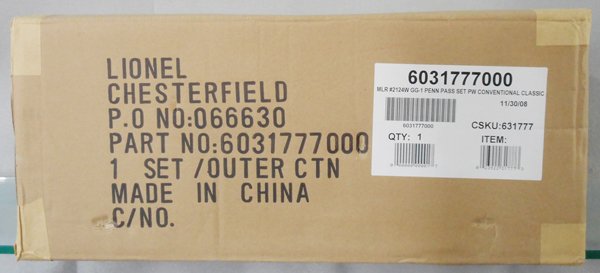 LIONEL
CHESTERFIELD
P.O NO:066630
PART NO:6031777000
1 SET/OUTER CTN
MADE IN CHINA
C/NO.
6031777000
MLR #2124W GG-1 PENN PASS SET PW CONVENTIONAL CLASSIC
11/30/08
6031777000
CSKU:631777
QTY: 1
ITEM: